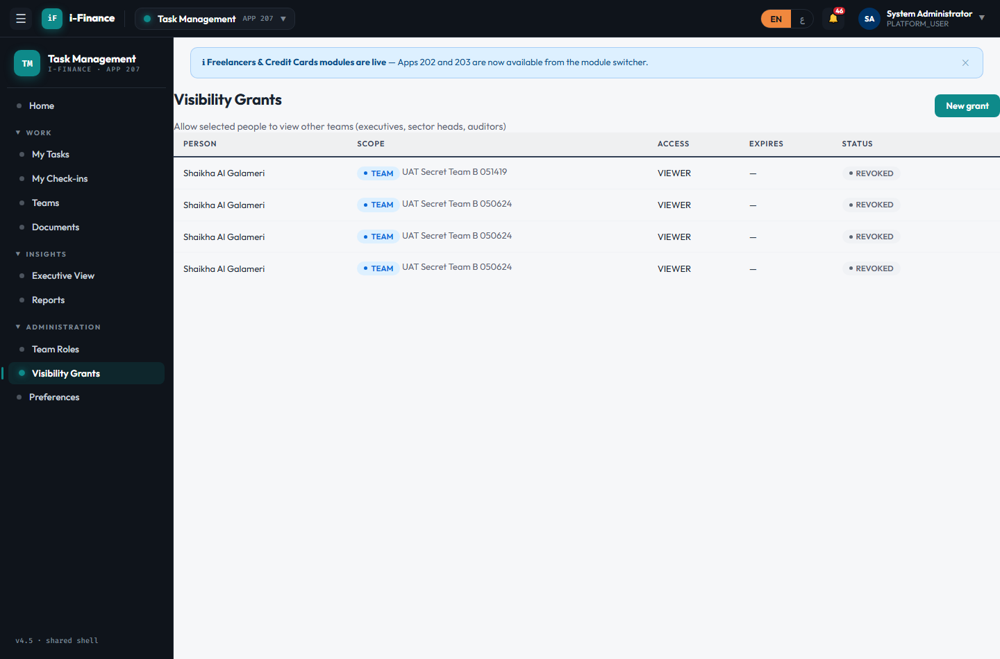 ☰ iF i-Finance Task Management APP 207 ▼ EN ع 46 SA System Administrator ▼
PLATFORM_USER
TM Task Management
I-FINANCE · APP 207
Home
▼ WORK
My Tasks
My Check-ins
Teams
Documents
▼ INSIGHTS
Executive View
Reports
▼ ADMINISTRATION
Team Roles
Visibility Grants
Preferences
v4.5 · shared shell
ℹ Freelancers & Credit Cards modules are live — Apps 202 and 203 are now available from the module switcher. ×
Visibility Grants
New grant
Allow selected people to view other teams (executives, sector heads, auditors)
PERSON SCOPE ACCESS EXPIRES STATUS
Shaikha Al Galameri TEAM UAT Secret Team B 051419 VIEWER — REVOKED
Shaikha Al Galameri TEAM UAT Secret Team B 050624 VIEWER — REVOKED
Shaikha Al Galameri TEAM UAT Secret Team B 050624 VIEWER — REVOKED
Shaikha Al Galameri TEAM UAT Secret Team B 050624 VIEWER — REVOKED